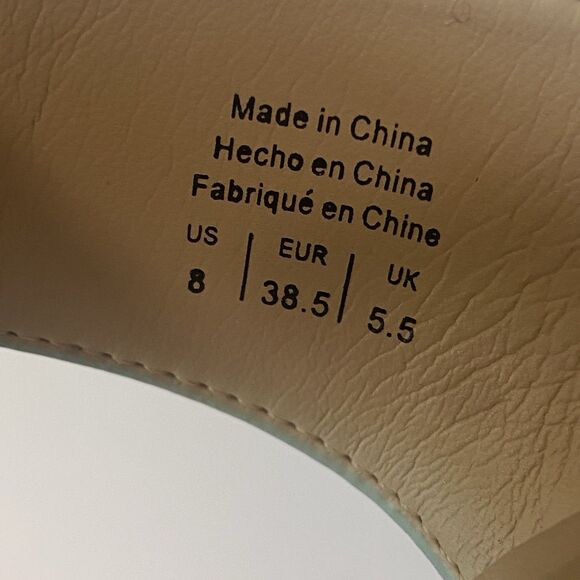 Made in China
Hecho en China
Fabriqué en Chine
US | EUR | UK
8 | 38.5 | 5.5